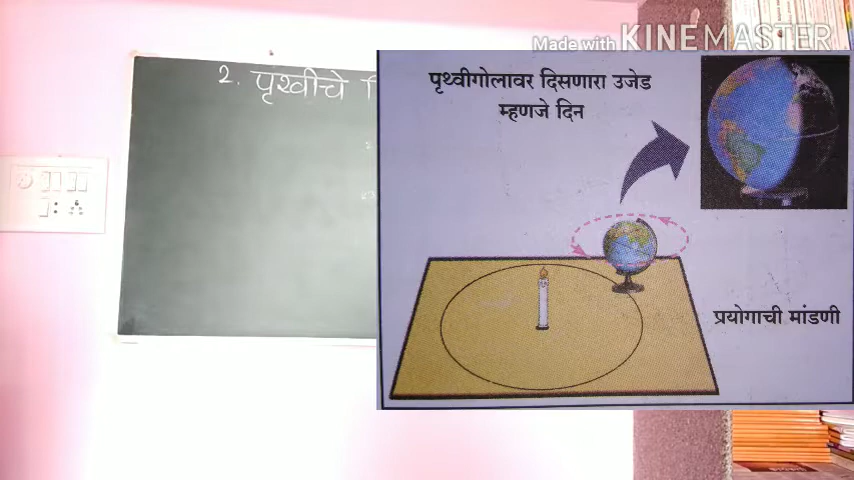 Made with KINEMASTER
2. पृथ्वीचे
पृथ्वीगोलावर दिसणारा उजेड
म्हणजे दिन
प्रयोगाची मांडणी